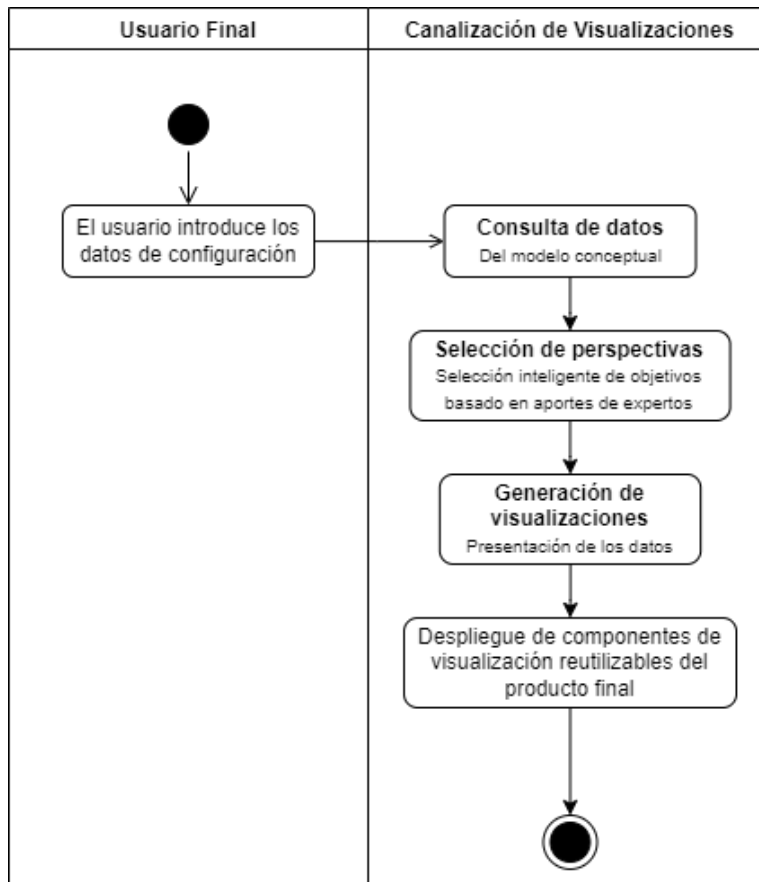 Usuario Final
Canalización de Visualizaciones
El usuario introduce los
datos de configuración
Consulta de datos
Del modelo conceptual
Selección de perspectivas
Selección inteligente de objetivos
basado en aportes de expertos
Generación de
visualizaciones
Presentación de los datos
Despliegue de componentes de
visualización reutilizables del
producto final